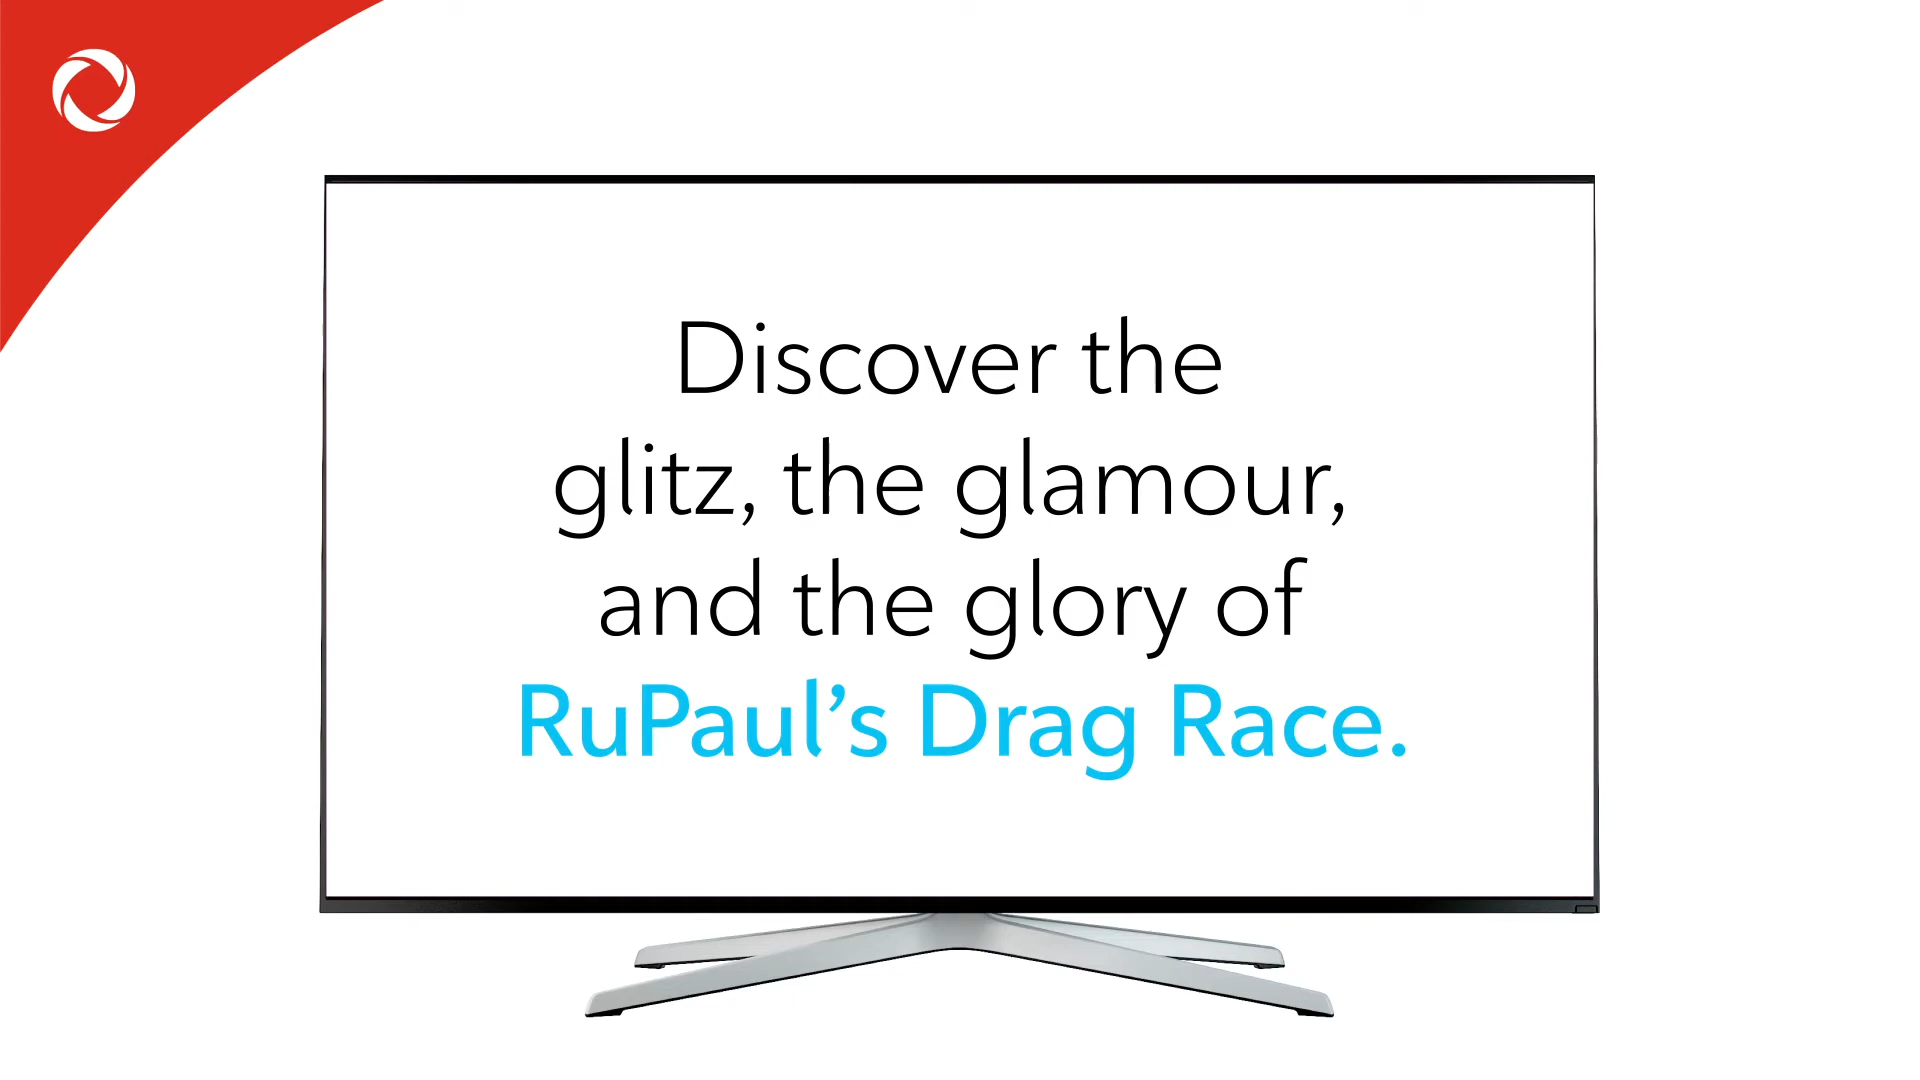 Discover the
glitz, the glamour,
and the glory of
RuPaul’s Drag Race.